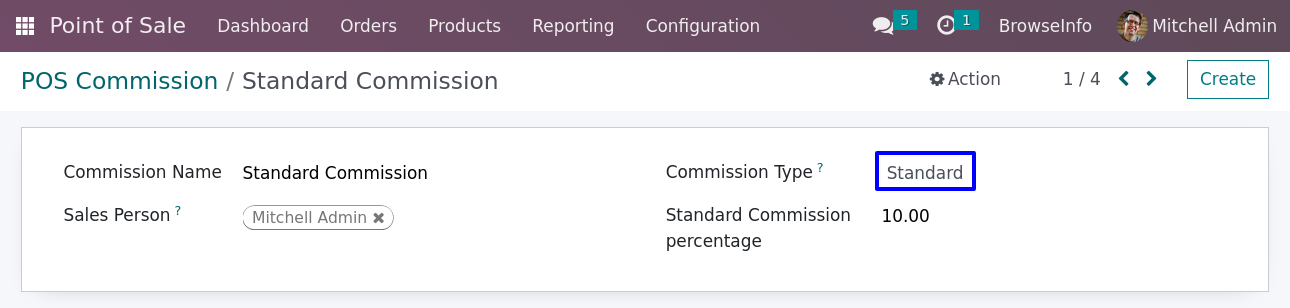 Point of Sale Dashboard Orders Products Reporting Configuration 5 1 BrowseInfo Mitchell Admin
POS Commission / Standard Commission Action 1 / 4 Create
Commission Name Standard Commission Commission Type ? Standard
Sales Person ? Mitchell Admin ✖ Standard Commission percentage 10.00